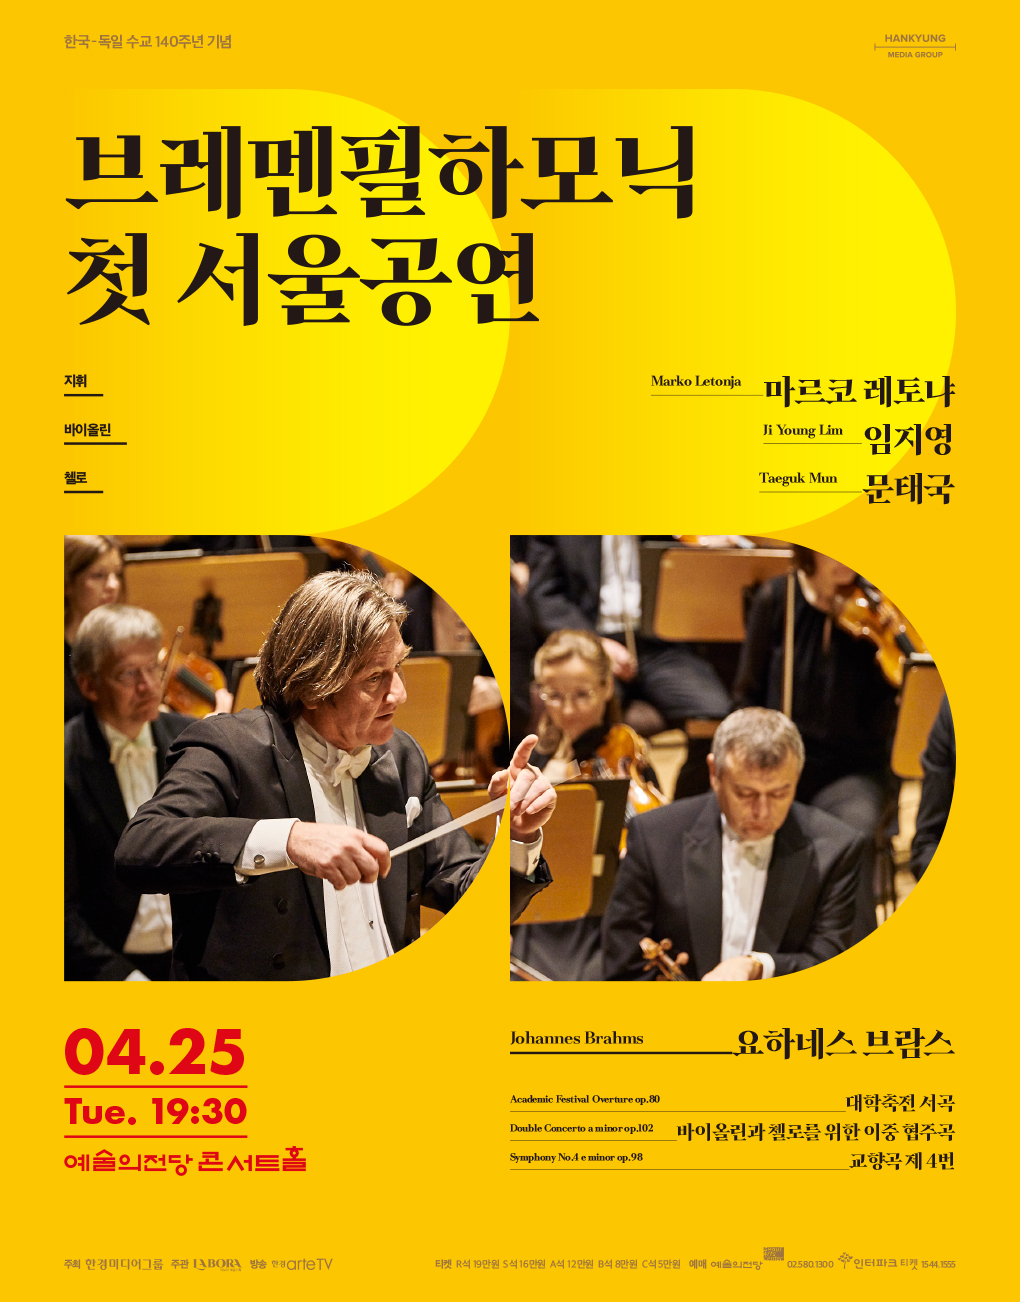 한국-독일 수교 140주년 기념
HANKYUNG
MEDIA GROUP
브레멘필하모닉
첫 서울공연
지휘
Marko Letonja 마르코 레토냐
바이올린
Ji Young Lim 임지영
첼로
Taeguk Mun 문태국
04.25
Tue. 19:30
예술의전당 콘서트홀
Johannes Brahms 요하네스 브람스
Academic Festival Overture op.80 대학축전 서곡
Double Concerto a minor op.102 바이올린과 첼로를 위한 이중 협주곡
Symphony No.4 e minor op.98 교향곡 제 4번
주최 한경미디어그룹 주관 LABORA 방송 한경arteTV
티켓 R석 19만원 S석 16만원 A석 12만원 B석 8만원 C석 5만원 예매 예술의전당 02.580.1300 인터파크 티켓 1544.1555